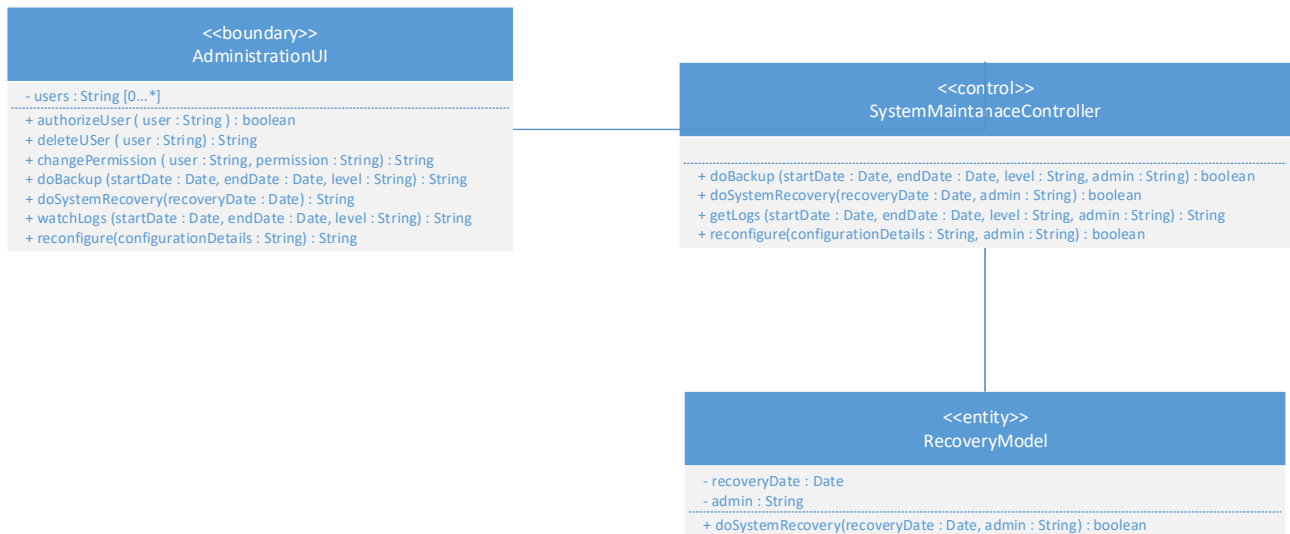 <<boundary>>
AdministrationUI
- users : String [0...*]
+ authorizeUser ( user : String ) : boolean
+ deleteUSer ( user : String) : String
+ changePermission ( user : String, permission : String) : String
+ doBackup (startDate : Date, endDate : Date, level : String) : String
+ doSystemRecovery(recoveryDate : Date) : String
+ watchLogs (startDate : Date, endDate : Date, level : String) : String
+ reconfigure(configurationDetails : String) : String
<<control>>
SystemMaintanaceController
+ doBackup (startDate : Date, endDate : Date, level : String, admin : String) : boolean
+ doSystemRecovery(recoveryDate : Date, admin : String) : boolean
+ getLogs (startDate : Date, endDate : Date, level : String, admin : String) : String
+ reconfigure(configurationDetails : String, admin : String) : boolean
<<entity>>
RecoveryModel
- recoveryDate : Date
- admin : String
+ doSystemRecovery(recoveryDate : Date, admin : String) : boolean